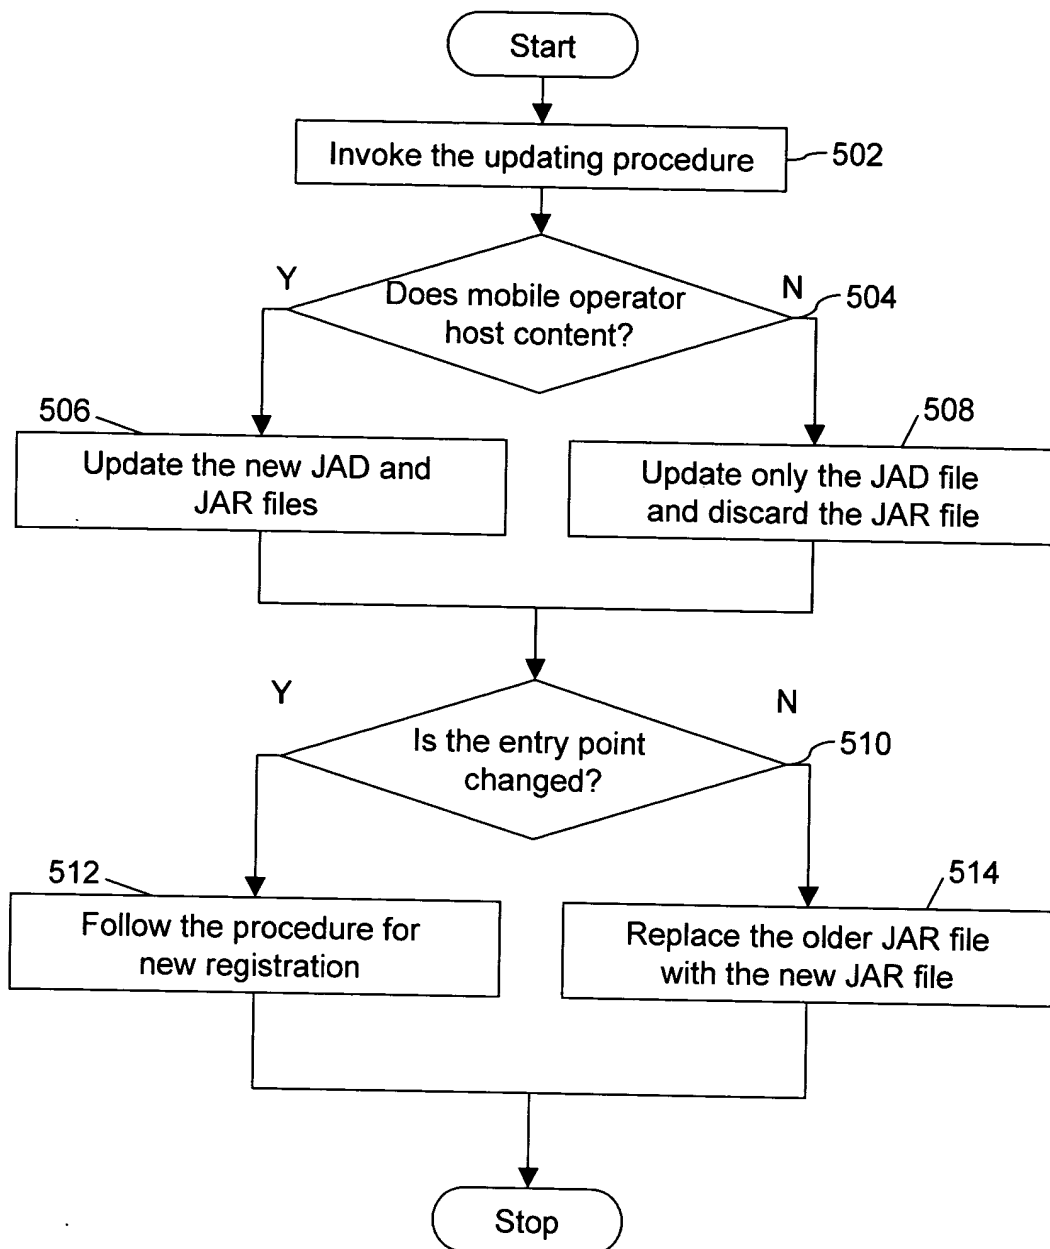 Start
Invoke the updating procedure
502
Y
N
Does mobile operator
host content?
504
506
508
Update the new JAD and
JAR files
Update only the JAD file
and discard the JAR file
Y
N
Is the entry point
changed?
510
512
514
Follow the procedure for
new registration
Replace the older JAR file
with the new JAR file
Stop